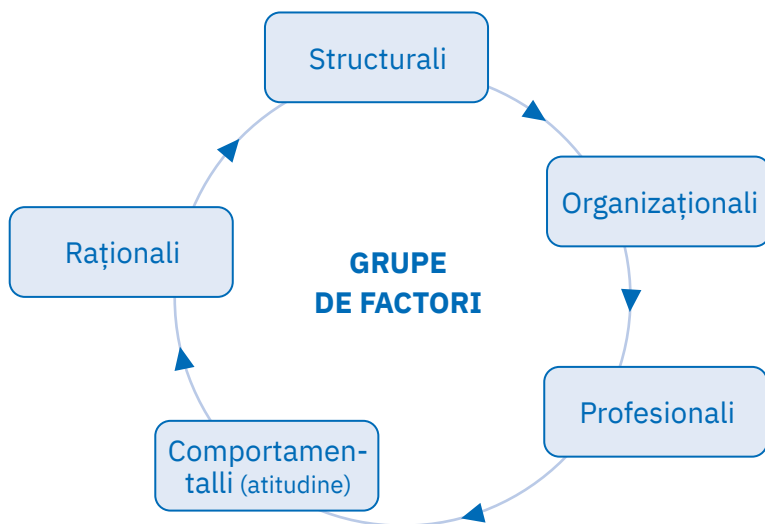 Structurali
Organizaționali
Raționali
GRUPE
DE FACTORI
Profesionali
Comportamen-
talli (atitudine)